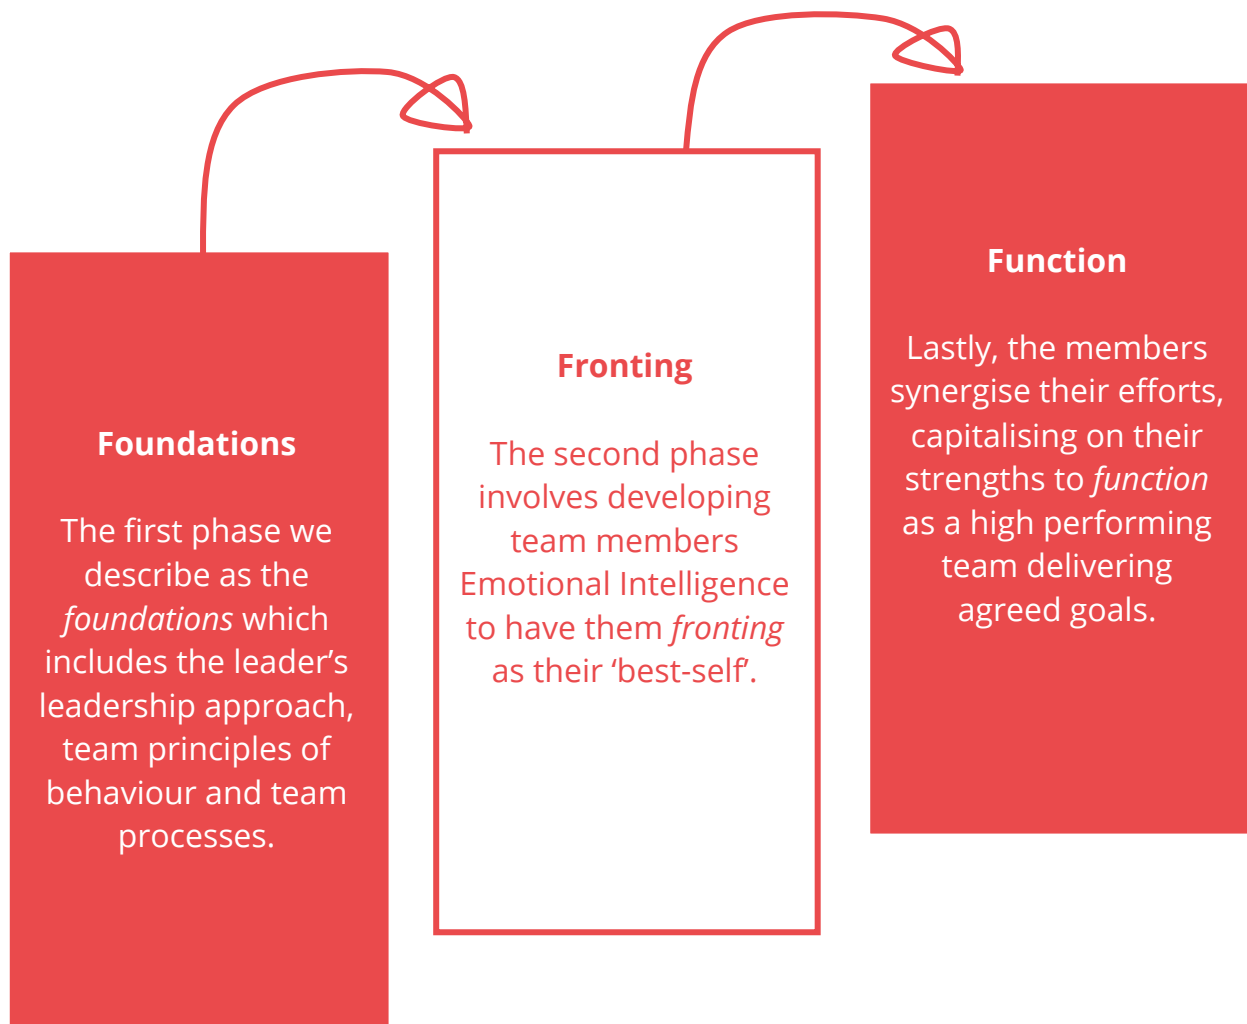 Foundations
The first phase we
describe as the
foundations which
includes the leader’s
leadership approach,
team principles of
behaviour and team
processes.
Fronting
The second phase
involves developing
team members
Emotional Intelligence
to have them fronting
as their ‘best-self’.
Function
Lastly, the members
synergise their efforts,
capitalising on their
strengths to function
as a high performing
team delivering
agreed goals.